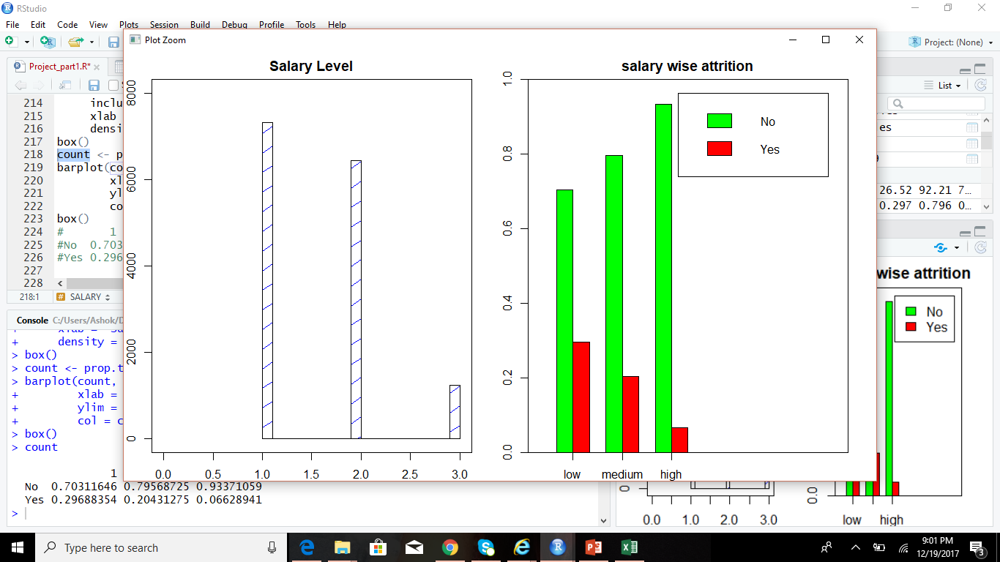 RStudio
File Edit Code View Plots Session Build Debug Profile Tools Help
Project: (None)
Plot Zoom
Project_part1.R*
List
214 inclu
215 xlab
216 densi
217 box()
218 count <- p
219 barplot(co
220 xl
221 yl
222 co
223 box()
224 # 1
225 #No 0.703
226 #Yes 0.296
227
228
218:1 # SALARY
Console C:/Users/Ashok/D
+ density =
> box()
> count <- prop.t
> barplot(count,
+ xlab =
+ ylim =
+ col = c
> box()
> count
1
No 0.70311646 0.79568725 0.93371059
Yes 0.29688354 0.20431275 0.06628941
>
Salary Level
8000
6000
4000
2000
0
0.0 0.5 1.0 1.5 2.0 2.5 3.0
salary wise attrition
1.0
0.8
0.6
0.4
0.2
0.0
No
Yes
low medium high
es
9
26.52 92.21 7...
0.297 0.796 0...
wise attrition
No
Yes
0
0.0 1.0 2.0 3.0
0.0
low high
Type here to search
9:01 PM
12/19/2017
3